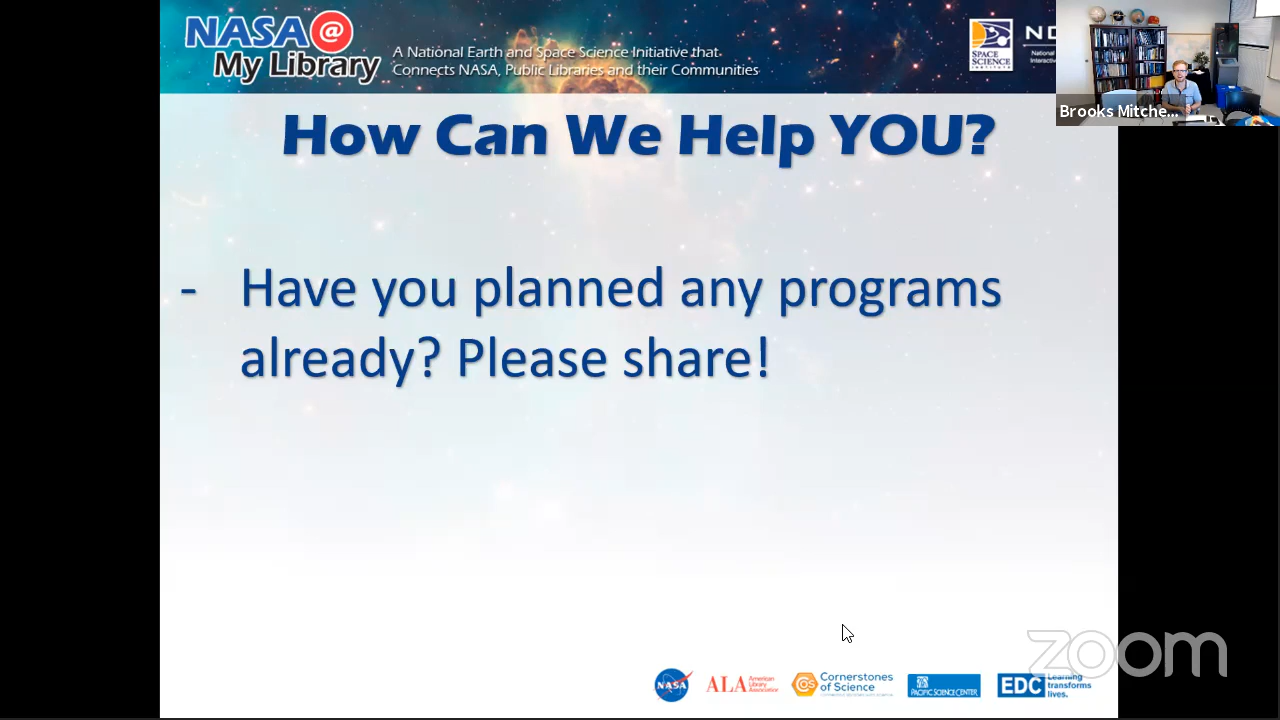 NASA@
My Library
A National Earth and Space Science Initiative that
Connects NASA, Public Libraries and their Communities
SPACE
SCIENCE
INSTITUTE
National
Brooks Mitche...
How Can We Help YOU?
- Have you planned any programs
already? Please share!
NASA
ALA American
Library
Association
Cornerstones
of Science
PACIFIC SCIENCE CENTER
EDC Learning
transforms
lives.
zoom